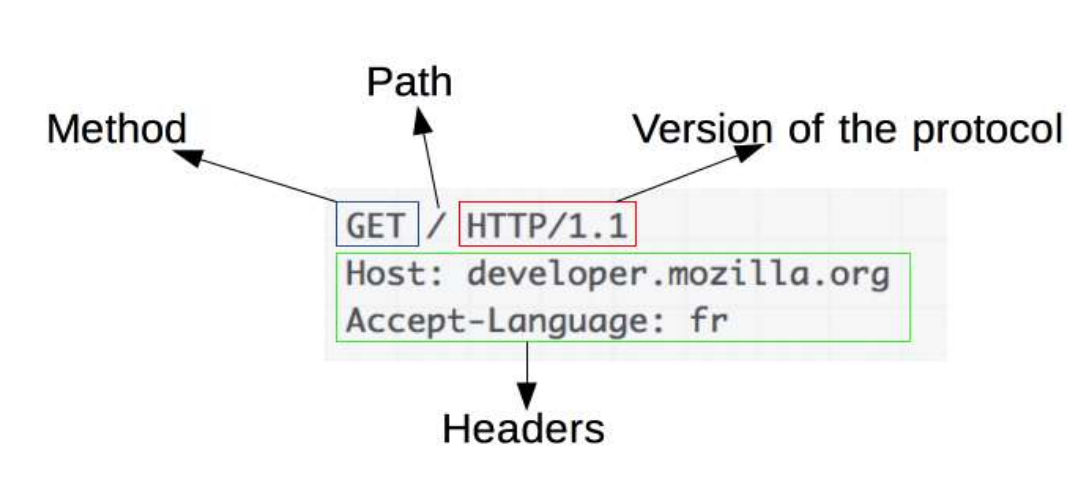 Path
Method
Version of the protocol
GET / HTTP/1.1
Host: developer.mozilla.org
Accept-Language: fr
Headers